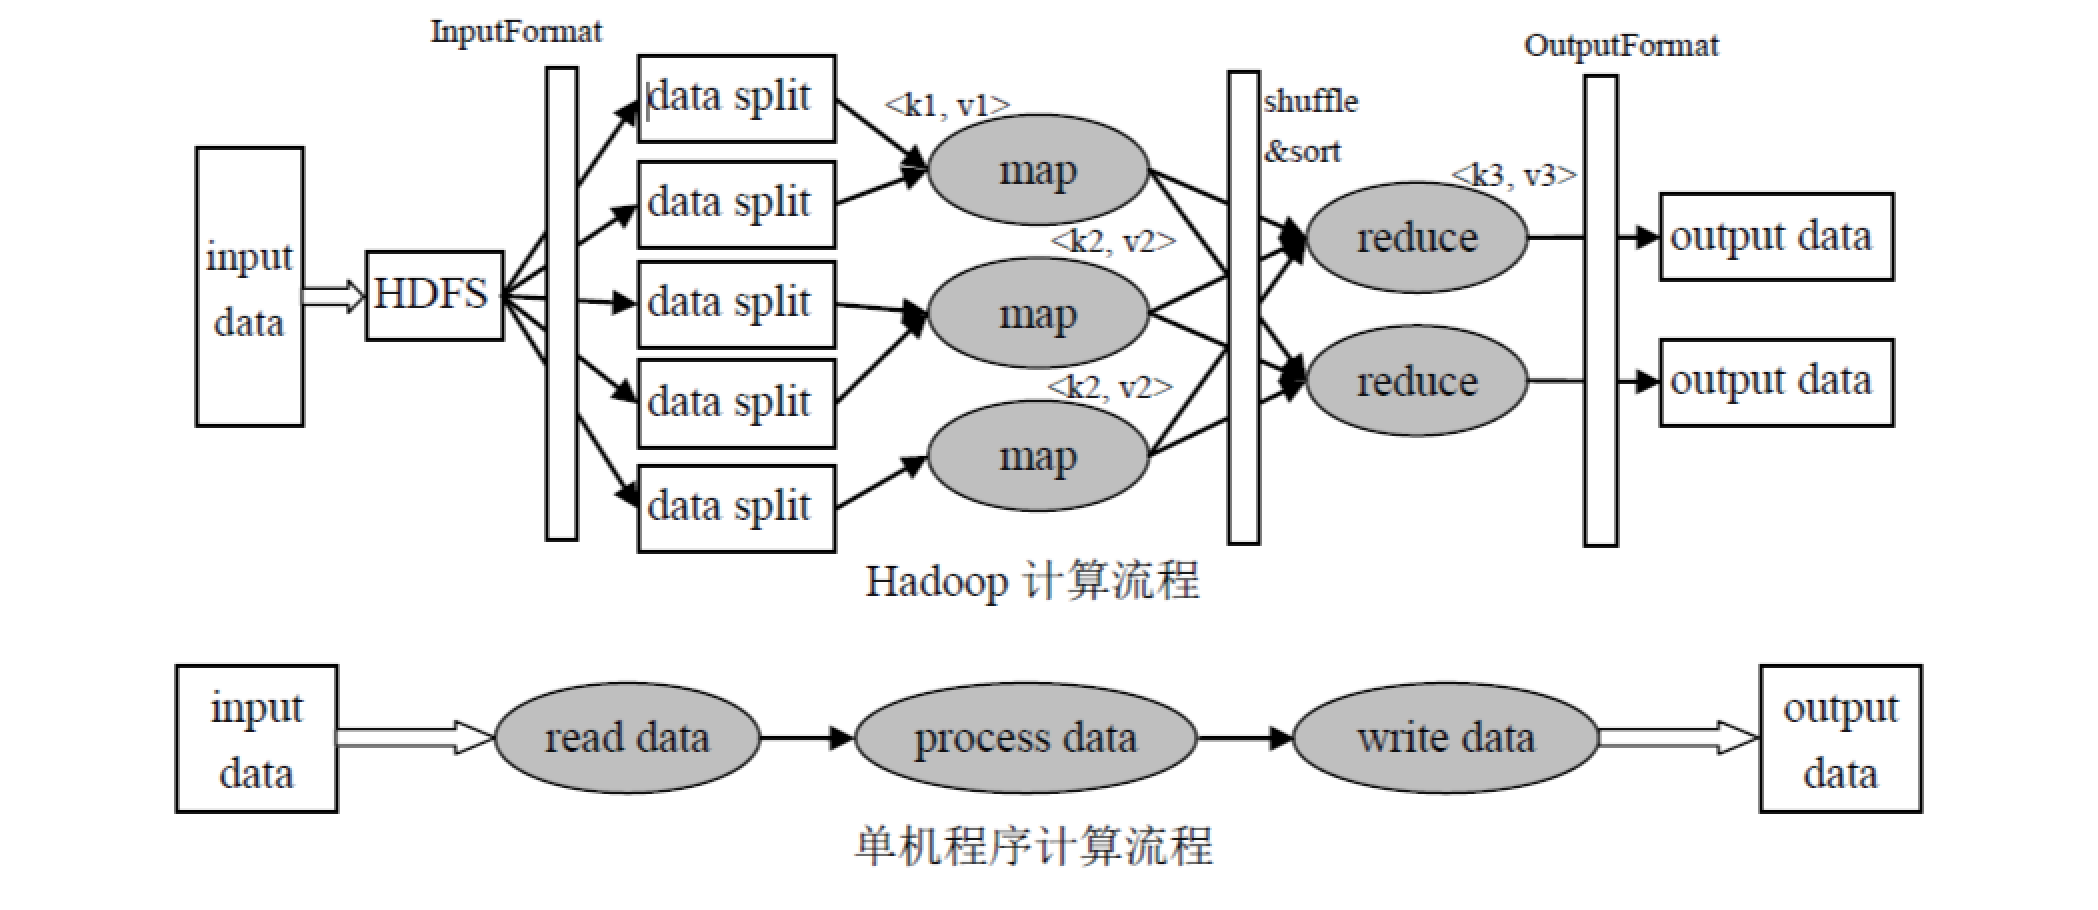 InputFormat
OutputFormat
data split
<k1, v1>
shuffle
&sort
map
data split
<k3, v3>
input
data
HDFS
<k2, v2>
reduce
output data
data split
map
data split
<k2, v2>
reduce
output data
map
data split
Hadoop 计算流程
input
data
read data
process data
write data
output
data
单机程序计算流程